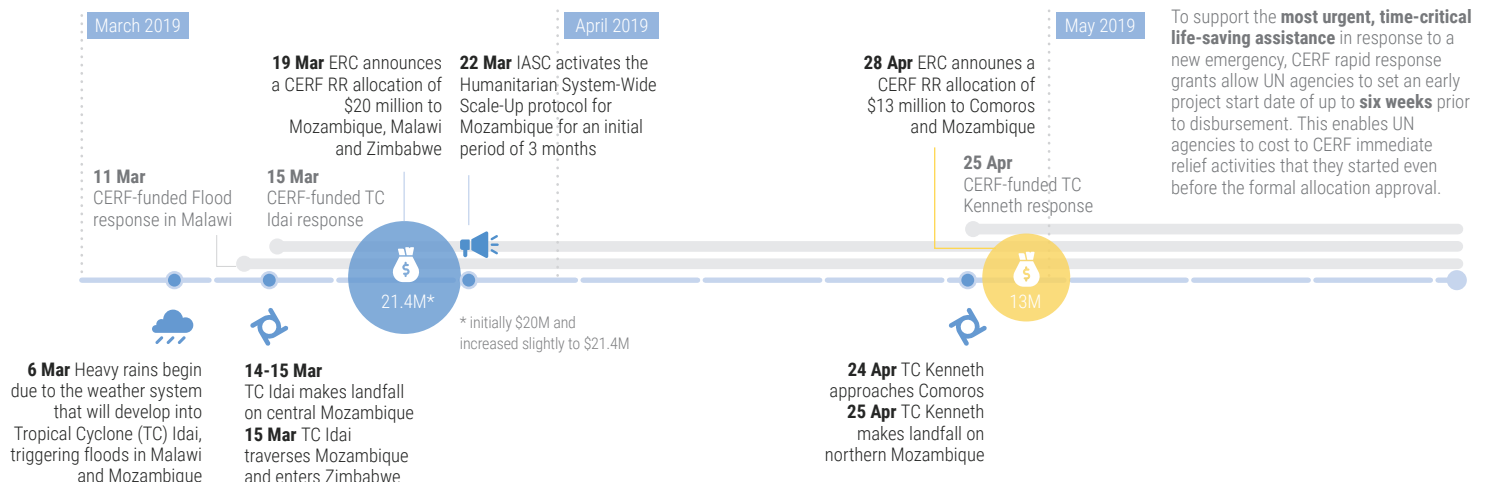 March 2019
April 2019
May 2019
19 Mar ERC announces
a CERF RR allocation of
$20 million to
Mozambique, Malawi
and Zimbabwe
22 Mar IASC activates the
Humanitarian System-Wide
Scale-Up protocol for
Mozambique for an initial
period of 3 months
28 Apr ERC announes a
CERF RR allocation of
$13 million to Comoros
and Mozambique
To support the most urgent, time-critical
life-saving assistance in response to a
new emergency, CERF rapid response
grants allow UN agencies to set an early
project start date of up to six weeks prior
to disbursement. This enables UN
agencies to cost to CERF immediate
relief activities that they started even
before the formal allocation approval.
11 Mar
CERF-funded Flood
response in Malawi
15 Mar
CERF-funded TC
Idai response
25 Apr
CERF-funded TC
Kenneth response
$
21.4M*
$
13M
* initially $20M and
increased slightly to $21.4M
6 Mar Heavy rains begin
due to the weather system
that will develop into
Tropical Cyclone (TC) Idai,
triggering floods in Malawi
and Mozambique
14-15 Mar
TC Idai makes landfall
on central Mozambique
15 Mar TC Idai
traverses Mozambique
and enters Zimbabwe
24 Apr TC Kenneth
approaches Comoros
25 Apr TC Kenneth
makes landfall on
northern Mozambique